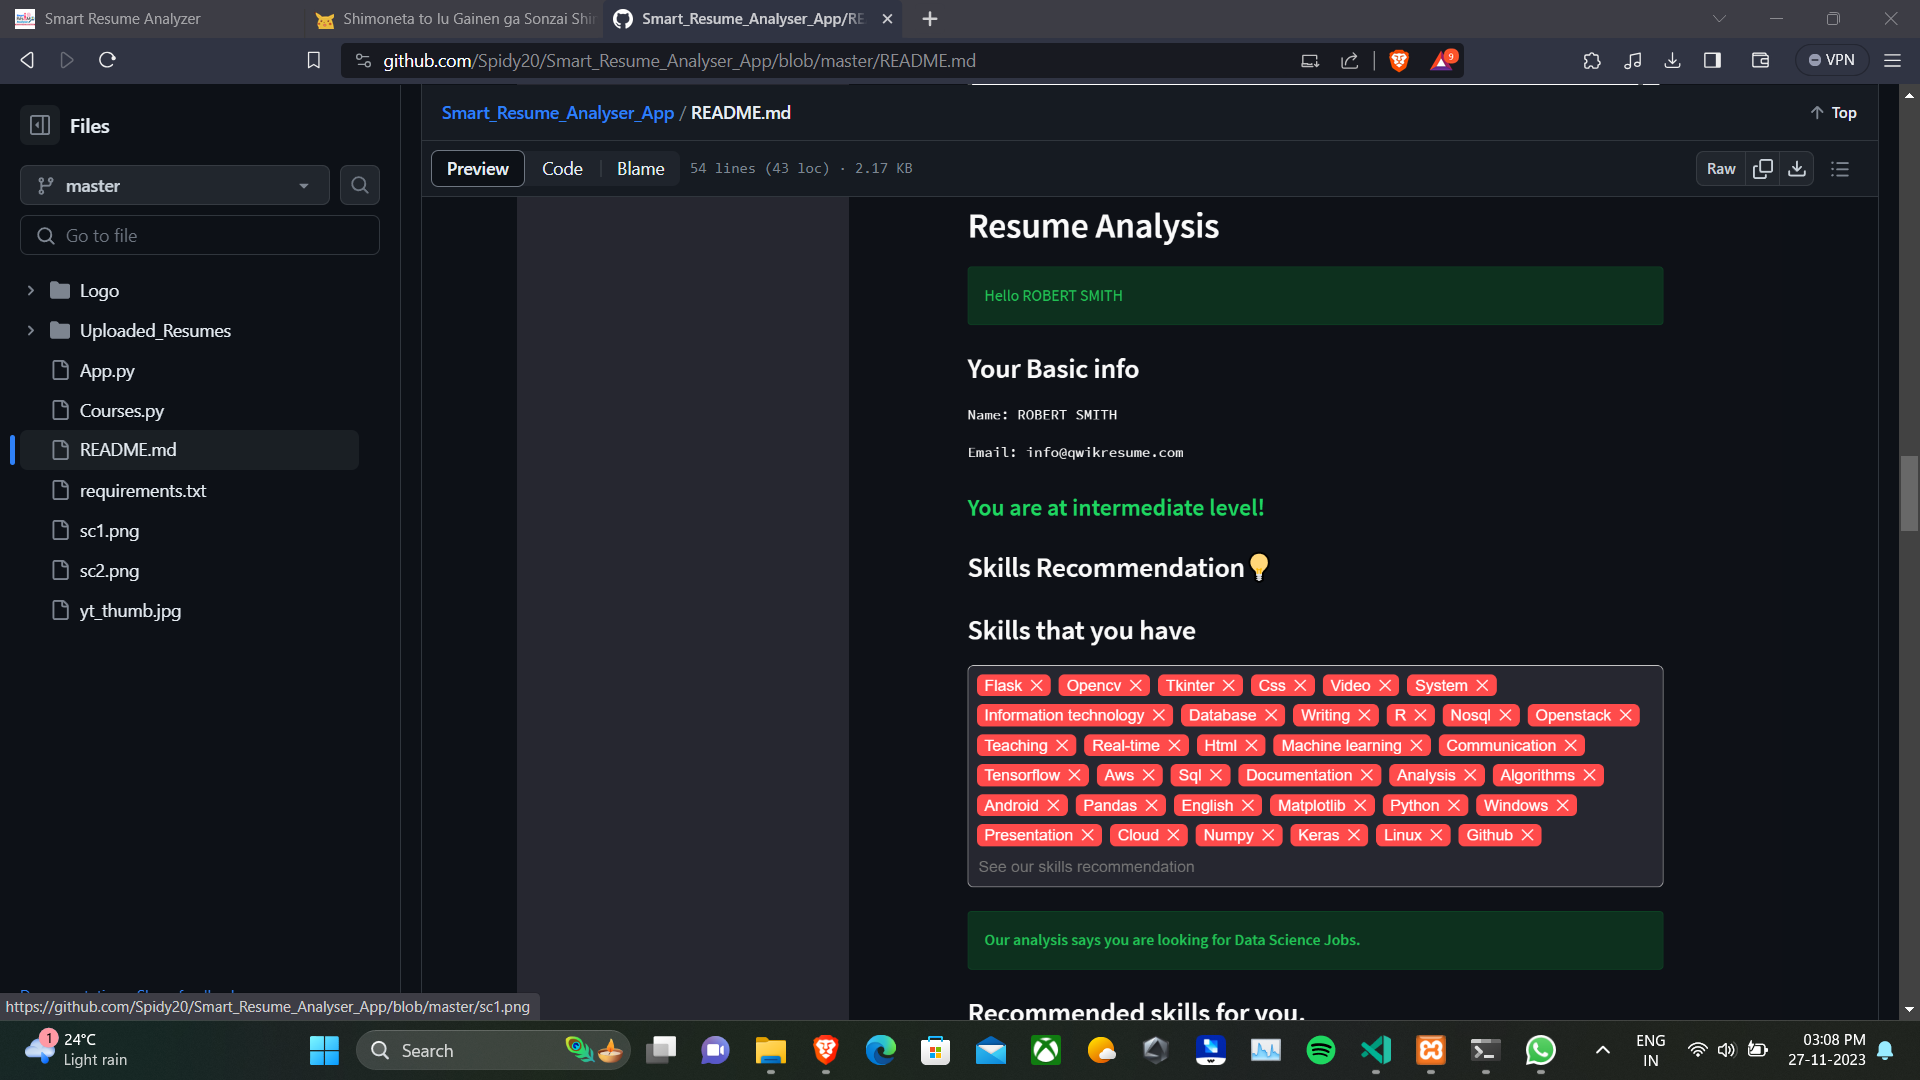 Smart Resume Analyzer
Shimoneta to Iu Gainen ga Sonzai Shi
Smart_Resume_Analyser_App/RE
github.com/Spidy20/Smart_Resume_Analyser_App/blob/master/README.md
9
VPN
Files
master
Go to file
Logo
Uploaded_Resumes
App.py
Courses.py
README.md
requirements.txt
sc1.png
sc2.png
yt_thumb.jpg
Smart_Resume_Analyser_App / README.md
Top
Preview Code Blame 54 lines (43 loc) · 2.17 KB
Raw
Resume Analysis
Hello ROBERT SMITH
Your Basic info
Name: ROBERT SMITH
Email: info@qwikresume.com
You are at intermediate level!
Skills Recommendation
Skills that you have
Flask Opencv Tkinter Css Video System
Information technology Database Writing R Nosql Openstack
Teaching Real-time Html Machine learning Communication
Tensorflow Aws Sql Documentation Analysis Algorithms
Android Pandas English Matplotlib Python Windows
Presentation Cloud Numpy Keras Linux Github
See our skills recommendation
Our analysis says you are looking for Data Science Jobs.
Recommended skills for you.
https://github.com/Spidy20/Smart_Resume_Analyser_App/blob/master/sc1.png
1
24°C
Light rain
Search
ENG
IN
03:08 PM
27-11-2023